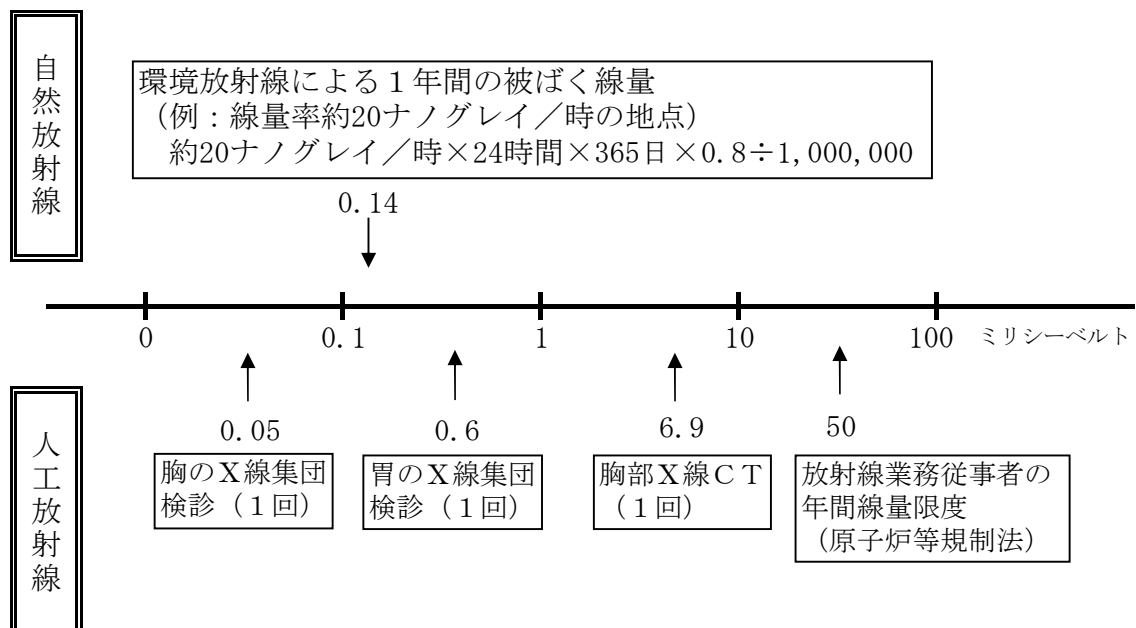 自然放射線
環境放射線による１年間の被ばく線量
（例：線量率約20ナノグレイ／時の地点）
約20ナノグレイ／時×24時間×365日×0.8÷1,000,000
0.14
0 0.1 1 10 100 ミリシーベルト
人工放射線
0.05
胸のＸ線集団
検診（１回）
0.6
胃のＸ線集団
検診（１回）
6.9
胸部Ｘ線ＣＴ
（１回）
50
放射線業務従事者の
年間線量限度
（原子炉等規制法）